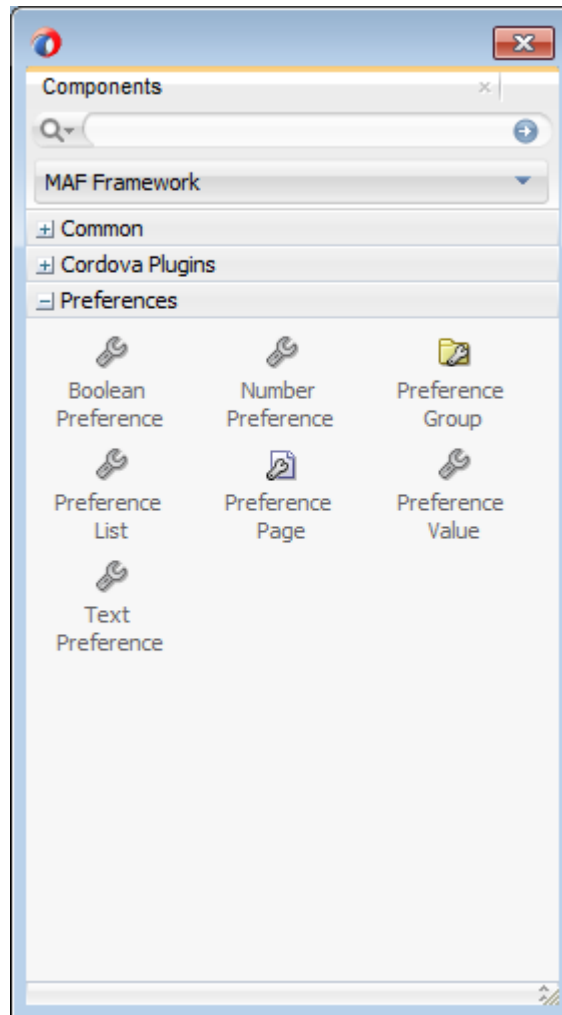 Components
MAF Framework
Common
Cordova Plugins
Preferences
Boolean Preference
Number Preference
Preference Group
Preference List
Preference Page
Preference Value
Text Preference